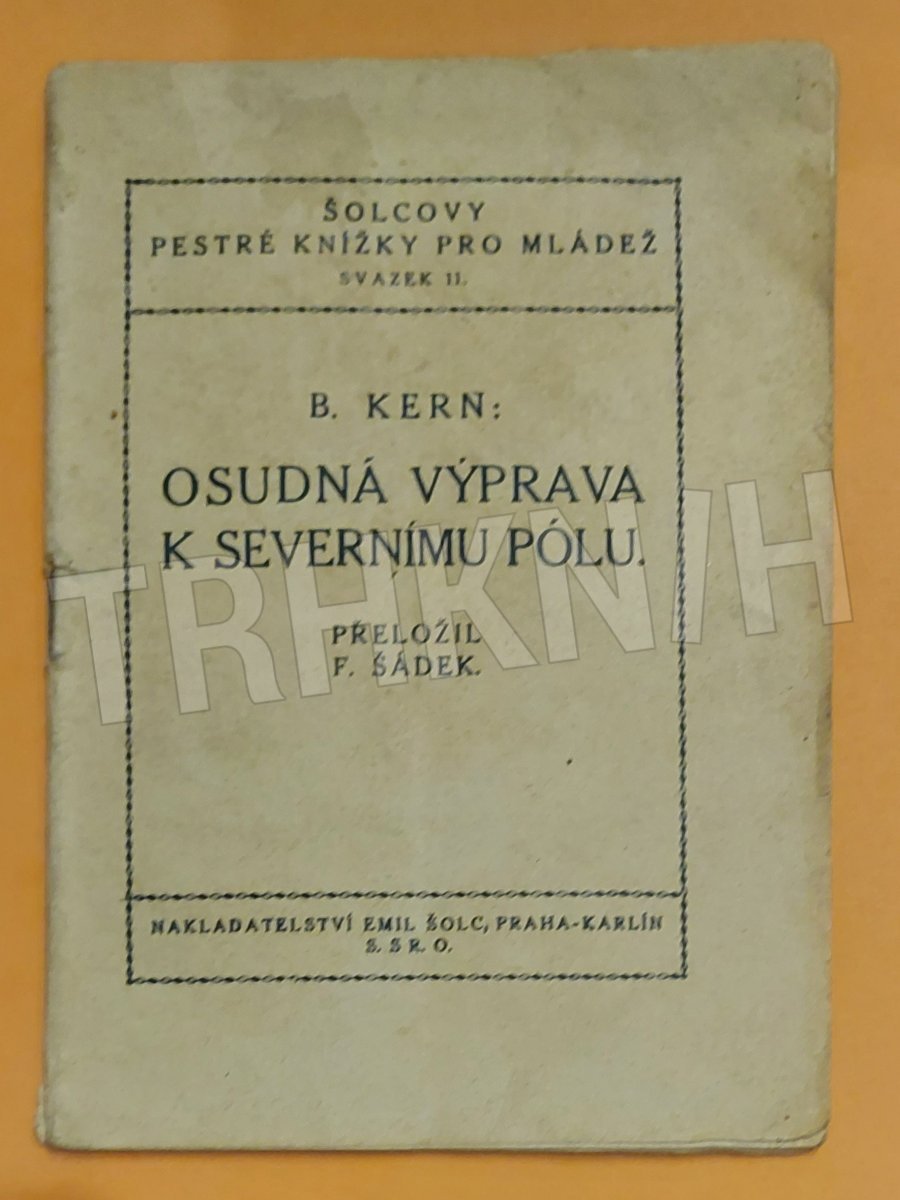 ŠOLCOVY
PESTRÉ KNÍŽKY PRO MLÁDEŽ
SVAZEK 11.
B. KERN:
OSUDNÁ VÝPRAVA
K SEVERNÍMU PÓLU.
PŘELOŽIL
F. ŠÁDEK.
NAKLADATELSTVÍ EMIL ŠOLC, PRAHA-KARLÍN
S. S R. O.
TRHKNIH